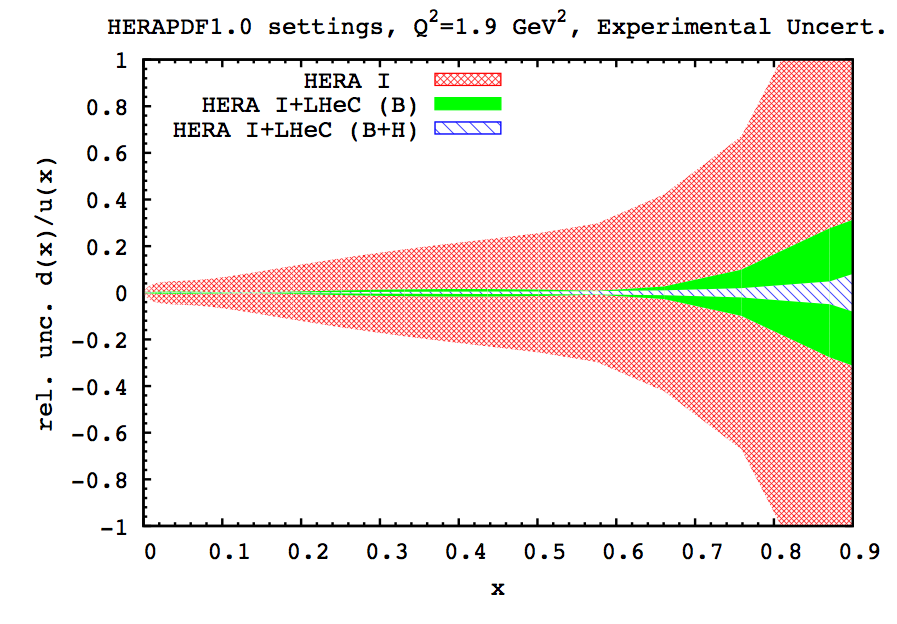 HERAPDF1.0 settings, Q²=1.9 GeV², Experimental Uncert.
HERA I
HERA I+LHeC (B)
HERA I+LHeC (B+H)
rel. unc. d(x)/u(x)
1
0.8
0.6
0.4
0.2
0
-0.2
-0.4
-0.6
-0.8
-1
0 0.1 0.2 0.3 0.4 0.5 0.6 0.7 0.8 0.9
x